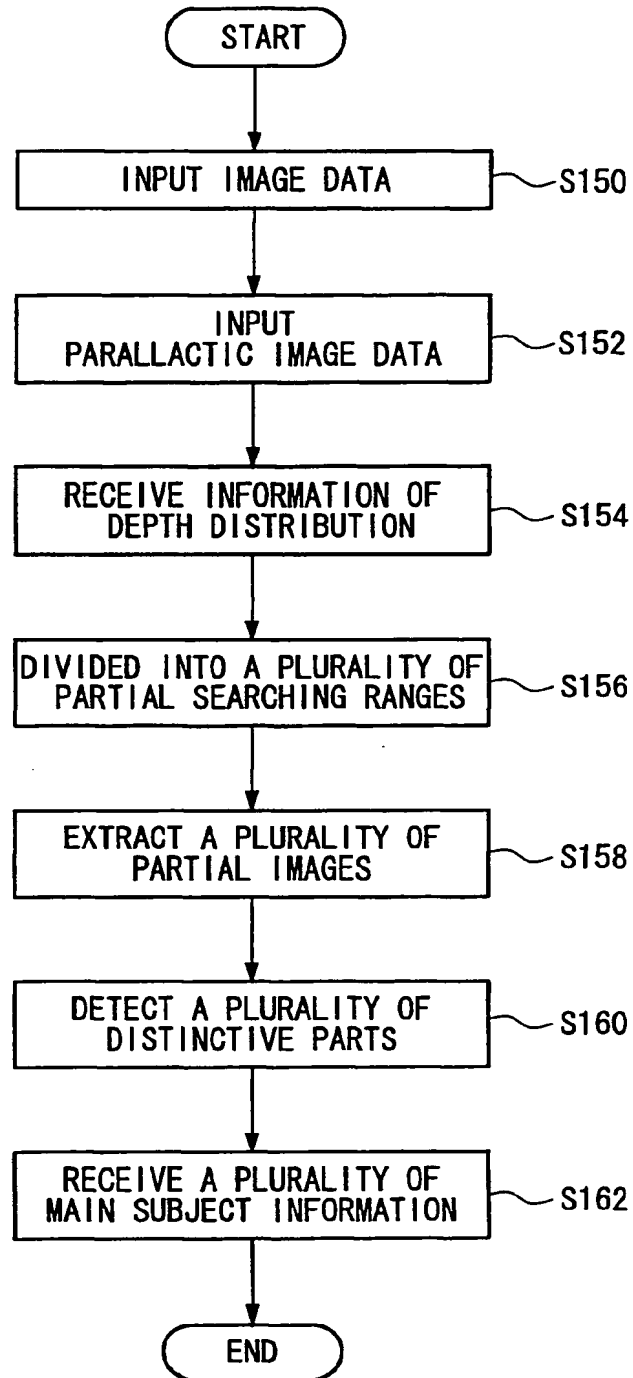 START
INPUT IMAGE DATA
S150
INPUT
PARALLACTIC IMAGE DATA
S152
RECEIVE INFORMATION OF
DEPTH DISTRIBUTION
S154
DIVIDED INTO A PLURALITY OF
PARTIAL SEARCHING RANGES
S156
EXTRACT A PLURALITY OF
PARTIAL IMAGES
S158
DETECT A PLURALITY OF
DISTINCTIVE PARTS
S160
RECEIVE A PLURALITY OF
MAIN SUBJECT INFORMATION
S162
END